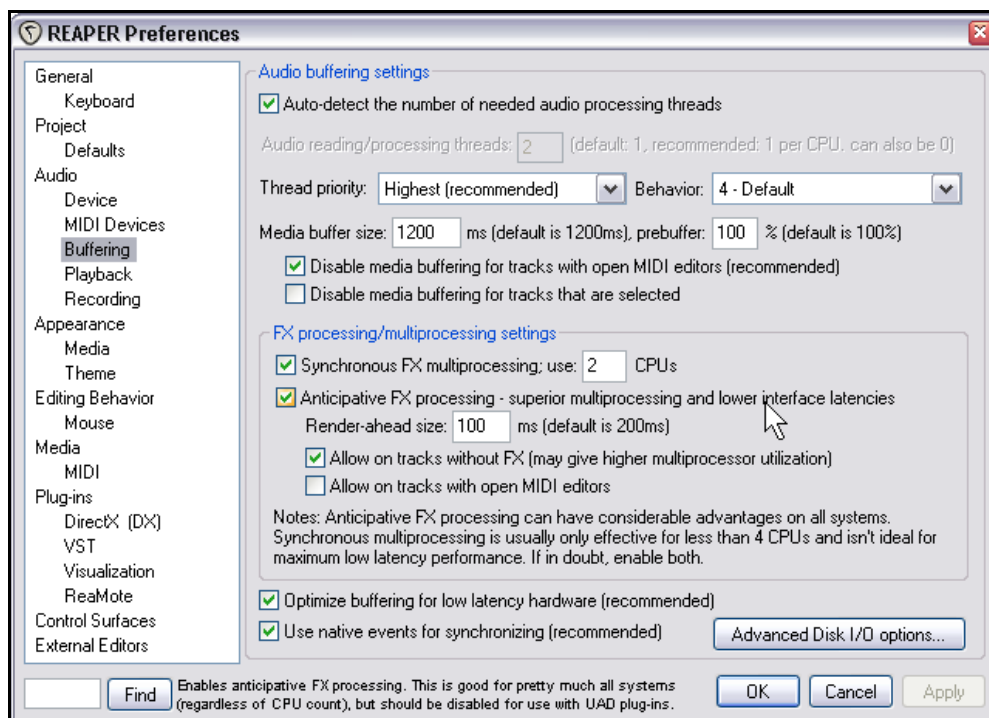 REAPER Preferences
General
Keyboard
Project
Defaults
Audio
Device
MIDI Devices
Buffering
Playback
Recording
Appearance
Media
Theme
Editing Behavior
Mouse
Media
MIDI
Plug-ins
DirectX (DX)
VST
Visualization
ReaMote
Control Surfaces
External Editors
Audio buffering settings
Auto-detect the number of needed audio processing threads
Audio reading/processing threads: 2 (default: 1, recommended: 1 per CPU. can also be 0)
Thread priority: Highest (recommended) Behavior: 4 - Default
Media buffer size: 1200 ms (default is 1200ms), prebuffer: 100 % (default is 100%)
Disable media buffering for tracks with open MIDI editors (recommended)
Disable media buffering for tracks that are selected
FX processing/multiprocessing settings
Synchronous FX multiprocessing; use: 2 CPUs
Anticipative FX processing - superior multiprocessing and lower interface latencies
Render-ahead size: 100 ms (default is 200ms)
Allow on tracks without FX (may give higher multiprocessor utilization)
Allow on tracks with open MIDI editors
Notes: Anticipative FX processing can have considerable advantages on all systems.
Synchronous multiprocessing is usually only effective for less than 4 CPUs and isn't ideal for
maximum low latency performance. If in doubt, enable both.
Optimize buffering for low latency hardware (recommended)
Use native events for synchronizing (recommended)
Advanced Disk I/O options...
Find
Enables anticipative FX processing. This is good for pretty much all systems
(regardless of CPU count), but should be disabled for use with UAD plug-ins.
OK Cancel Apply